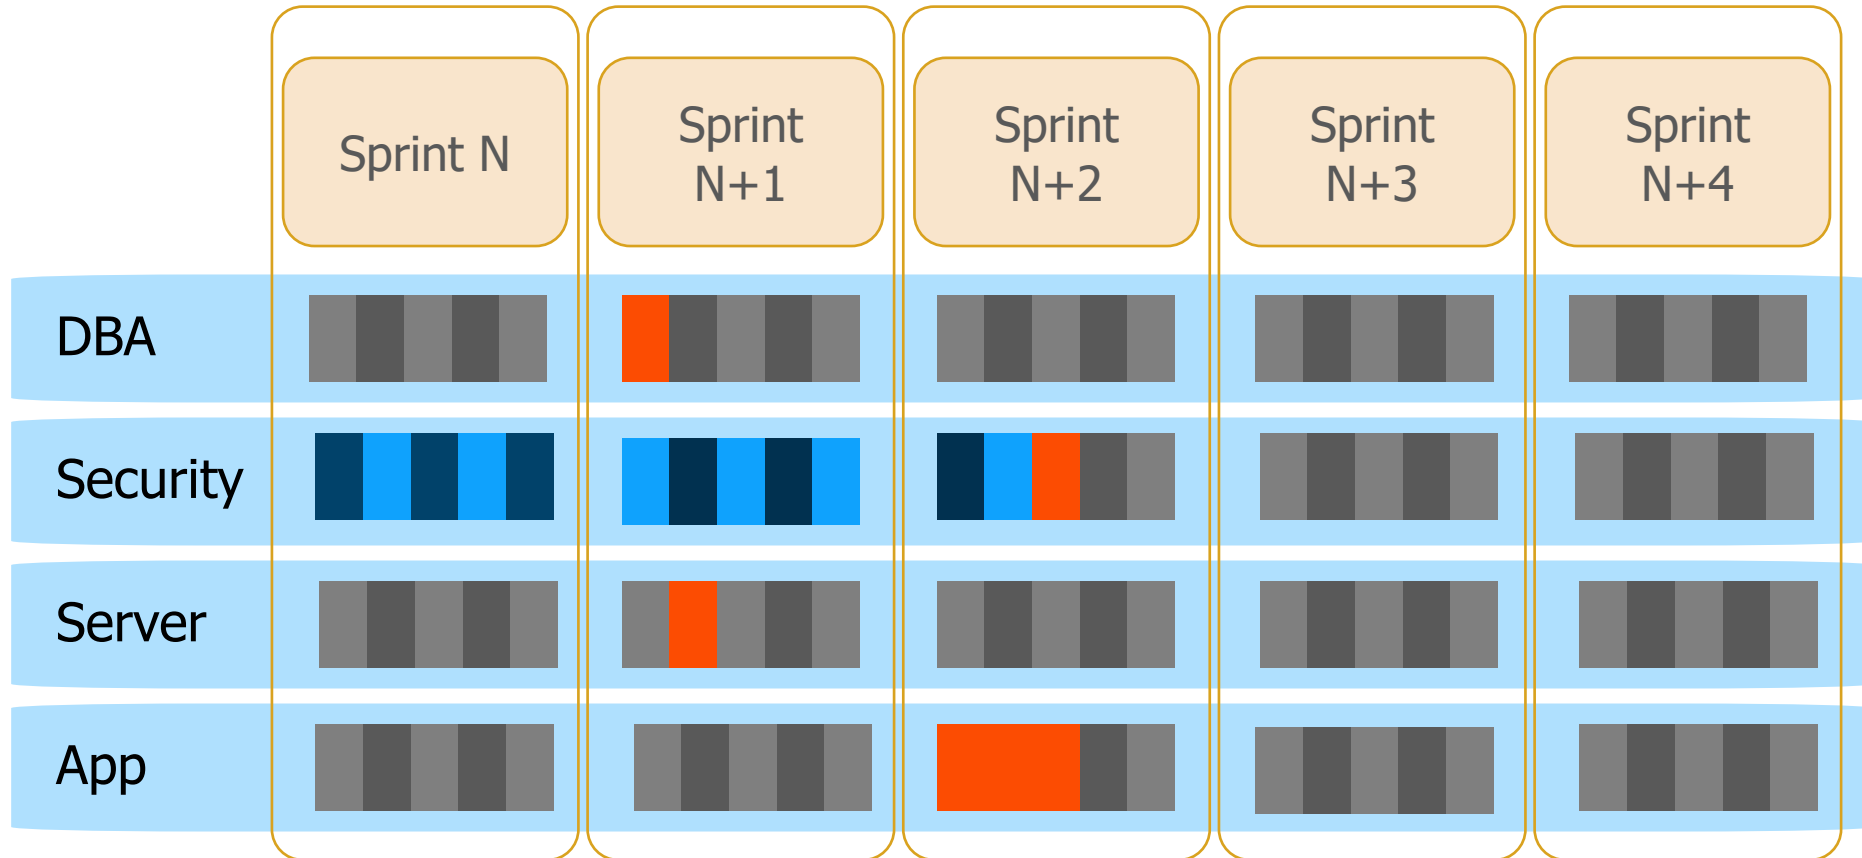 Sprint N
Sprint
N+1
Sprint
N+2
Sprint
N+3
Sprint
N+4
DBA
Security
Server
App